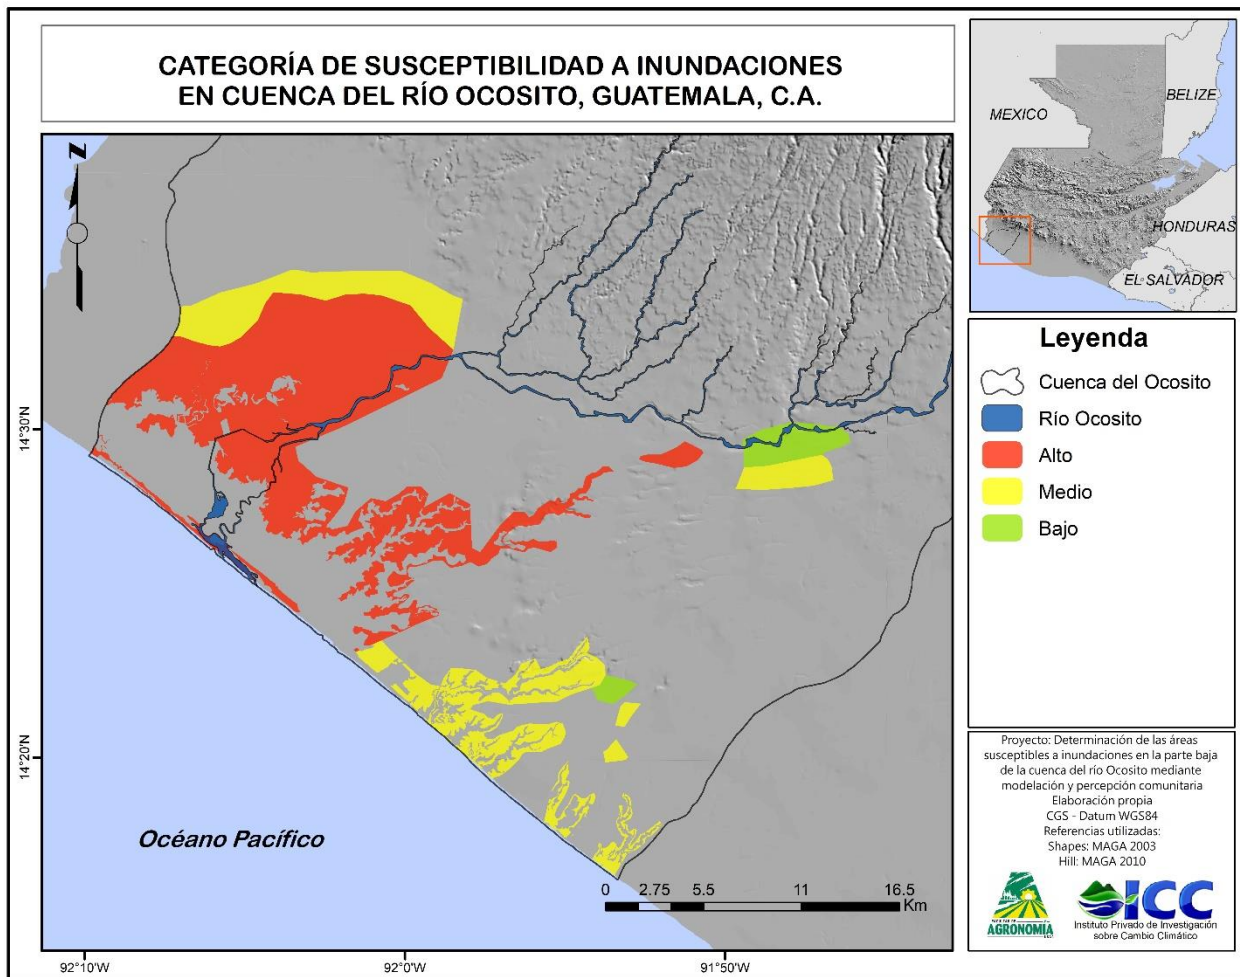 CATEGORÍA DE SUSCEPTIBILIDAD A INUNDACIONES
EN CUENCA DEL RÍO OCOSITO, GUATEMALA, C.A.
Z
14°30'N
14°20'N
92°10'W
92°0'W
91°50'W
Océano Pacífico
0 2.75 5.5 11 16.5
Km
MEXICO
BELIZE
HONDURAS
EL SALVADOR
Leyenda
Cuenca del Ocosito
Río Ocosito
Alto
Medio
Bajo
Proyecto: Determinación de las áreas
susceptibles a inundaciones en la parte baja
de la cuenca del río Ocosito mediante
modelación y percepción comunitaria
Elaboración propia
CGS - Datum WGS84
Referencias utilizadas:
Shapes: MAGA 2003
Hill: MAGA 2010
AGRONOMIA
ICC
Instituto Privado de Investigación
sobre Cambio Climático